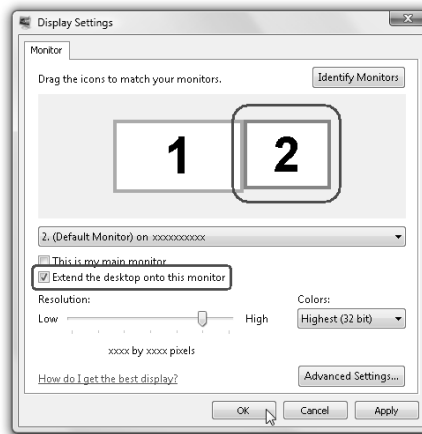 Display Settings
Monitor
Drag the icons to match your monitors.
Identify Monitors
1
2
2. (Default Monitor) on xxxxxxxxxx
This is my main monitor
Extend the desktop onto this monitor
Resolution:
Colors:
Low
High
Highest (32 bit)
xxxx by xxxx pixels
How do I get the best display?
Advanced Settings...
OK
Cancel
Apply